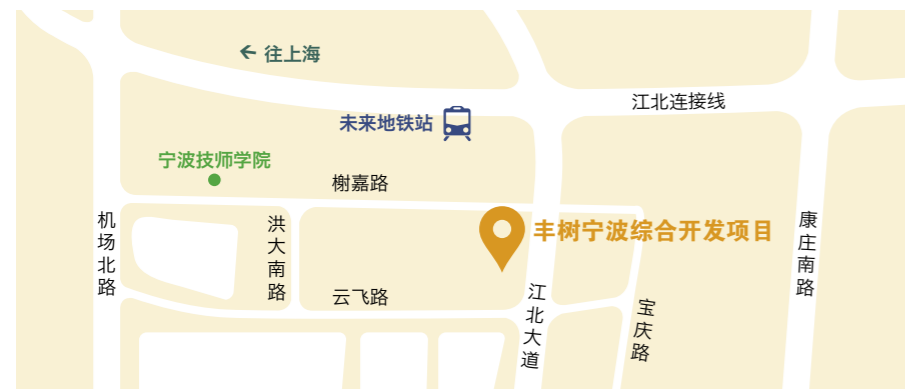 往上海
江北连接线
未来地铁站
宁波技师学院
榭嘉路
机场北路
洪大南路
丰树宁波综合开发项目
康庄南路
云飞路
江北大道
宝庆路